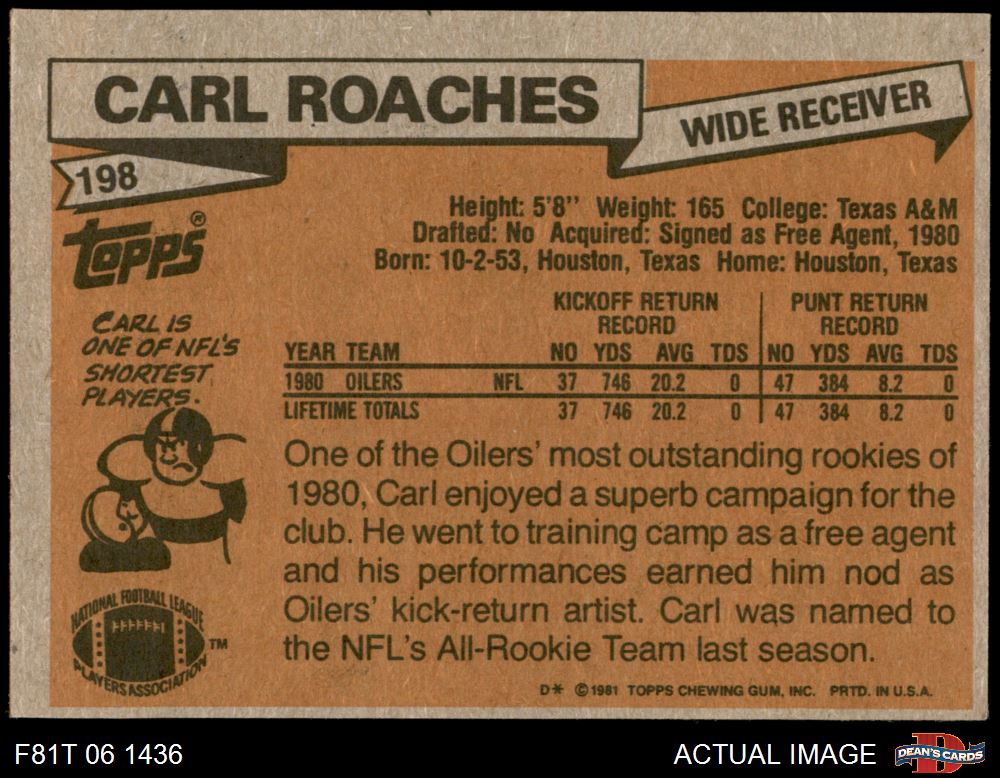 CARL ROACHES
WIDE RECEIVER
198
topps®
Height: 5'8" Weight: 165 College: Texas A&M
Drafted: No Acquired: Signed as Free Agent, 1980
Born: 10-2-53, Houston, Texas Home: Houston, Texas
CARL IS
ONE OF NFL'S
SHORTEST
PLAYERS.
KICKOFF RETURN PUNT RETURN
RECORD RECORD
YEAR TEAM NO YDS AVG TDS NO YDS AVG TDS
1980 OILERS NFL 37 746 20.2 0 47 384 8.2 0
LIFETIME TOTALS 37 746 20.2 0 47 384 8.2 0
One of the Oilers' most outstanding rookies of
1980, Carl enjoyed a superb campaign for the
club. He went to training camp as a free agent
and his performances earned him nod as
Oilers' kick-return artist. Carl was named to
the NFL's All-Rookie Team last season.
NATIONAL FOOTBALL LEAGUE
PLAYERS ASSOCIATION
TM
D* ©1981 TOPPS CHEWING GUM, INC. PRTD. IN U.S.A.
F81T 06 1436
ACTUAL IMAGE
D
DEAN'S CARDS